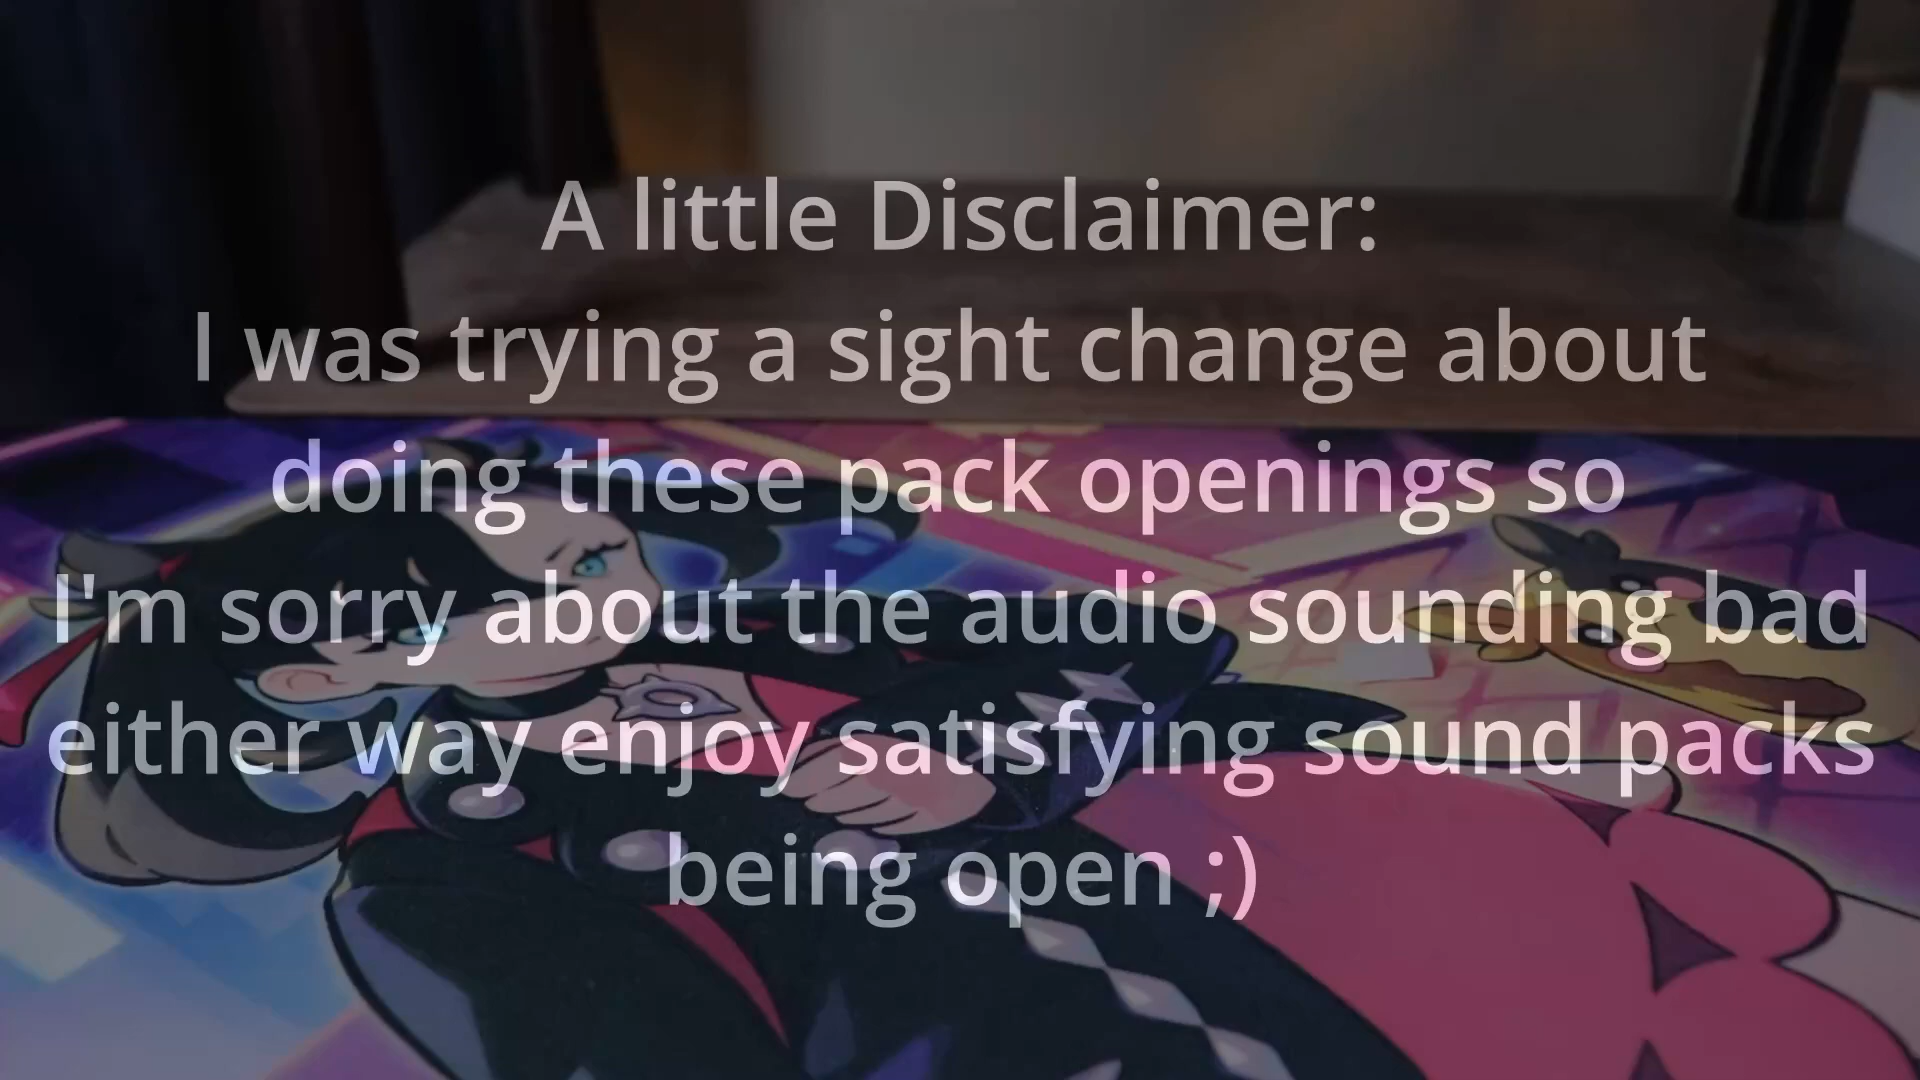 A little Disclaimer:
I was trying a sight change about
doing these pack openings so
I'm sorry about the audio sounding bad
either way enjoy satisfying sound packs
being open ;)